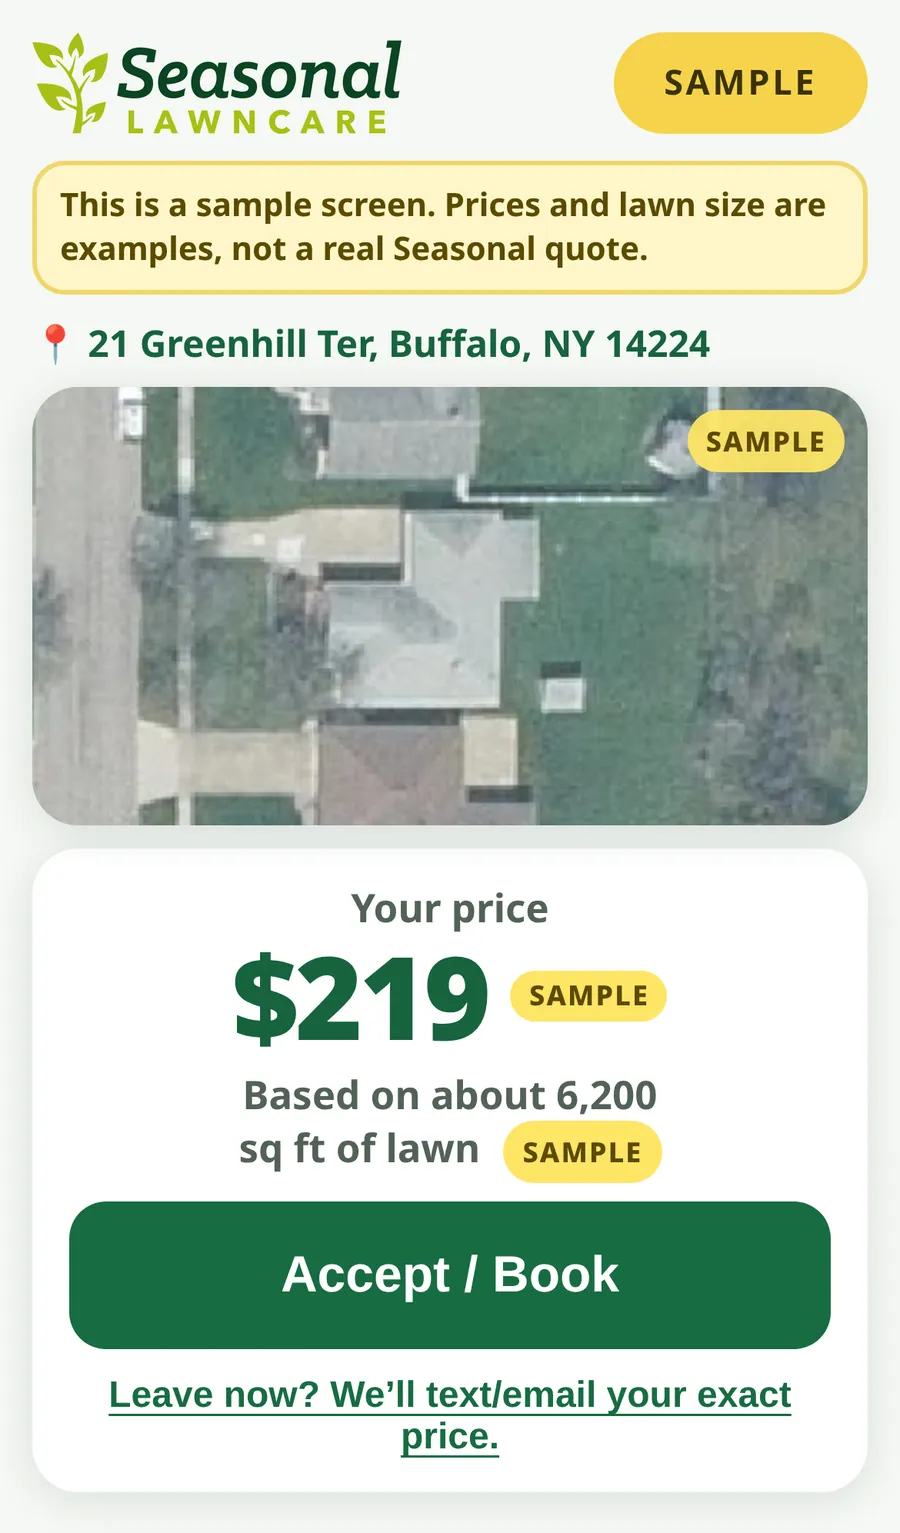 Seasonal
LAWNCARE
SAMPLE
This is a sample screen. Prices and lawn size are
examples, not a real Seasonal quote.
21 Greenhill Ter, Buffalo, NY 14224
SAMPLE
Your price
$219 SAMPLE
Based on about 6,200
sq ft of lawn SAMPLE
Accept / Book
Leave now? We’ll text/email your exact
price.